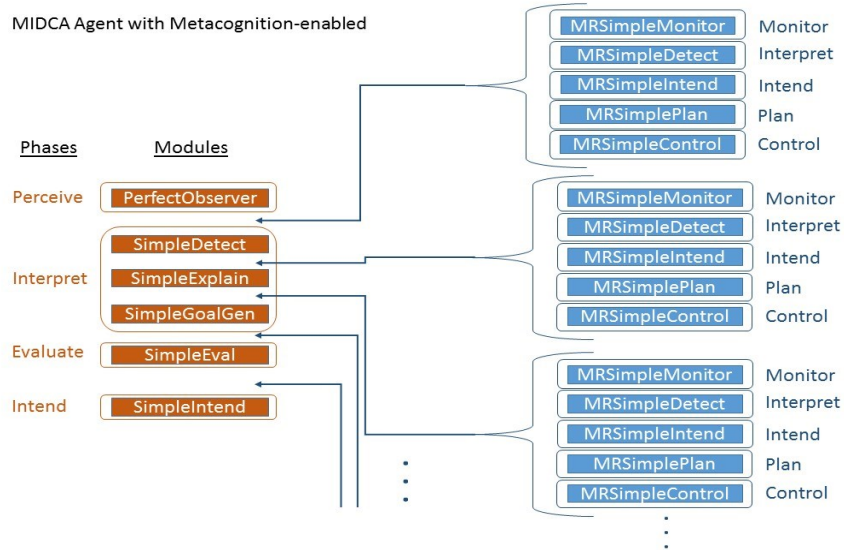 MIDCA Agent with Metacognition-enabled
Phases Modules
Perceive PerfectObserver
SimpleDetect
Interpret SimpleExplain
SimpleGoalGen
Evaluate SimpleEval
Intend SimpleIntend
MRSimpleMonitor Monitor
MRSimpleDetect Interpret
MRSimpleIntend Intend
MRSimplePlan Plan
MRSimpleControl Control
MRSimpleMonitor Monitor
MRSimpleDetect Interpret
MRSimpleIntend Intend
MRSimplePlan Plan
MRSimpleControl Control
MRSimpleMonitor Monitor
MRSimpleDetect Interpret
MRSimpleIntend Intend
MRSimplePlan Plan
MRSimpleControl Control